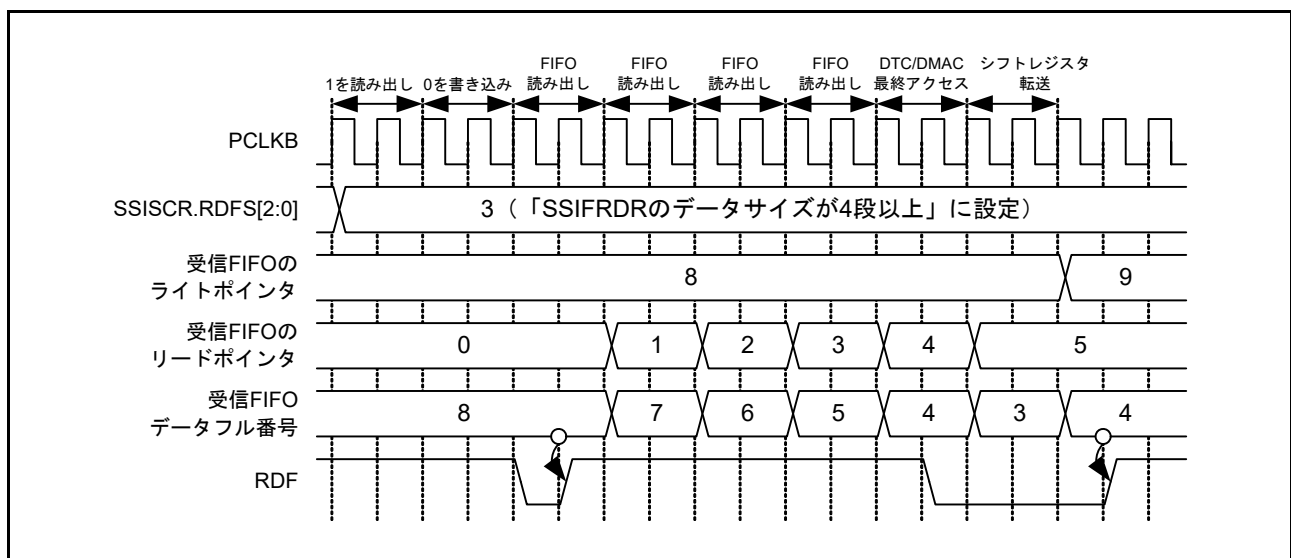 FIFO FIFO FIFO FIFO DTC/DMAC シフトレジスタ
1を読み出し 0を書き込み 読み出し 読み出し 読み出し 読み出し 最終アクセス 転送
PCLKB
SSISCR.RDFS[2:0] 3（「SSIFRDRのデータサイズが4段以上」に設定）
受信FIFOの
ライトポインタ
8 9
受信FIFOの
リードポインタ
0 1 2 3 4 5
受信FIFO
データフル番号
8 7 6 5 4 3 4
RDF